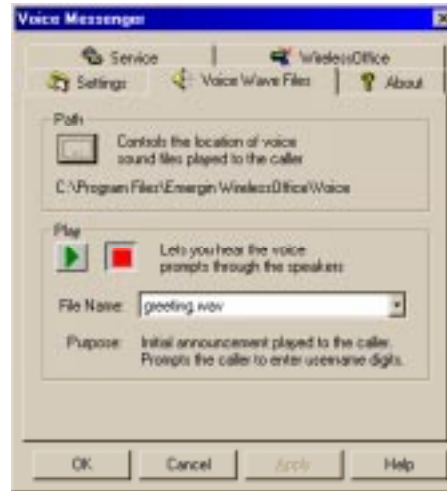 Voice Messenger
Service
WirelessOffice
Settings
Voice Wave Files
About
Path
...
Controls the location of voice
sound files played to the caller
C:\Program Files\Emergin WirelessOffice\Voice
Play
Lets you hear the voice
prompts through the speakers
File Name:
greeting.wav
Purpose:
Initial announcement played to the caller.
Prompts the caller to enter username digits.
OK
Cancel
Apply
Help